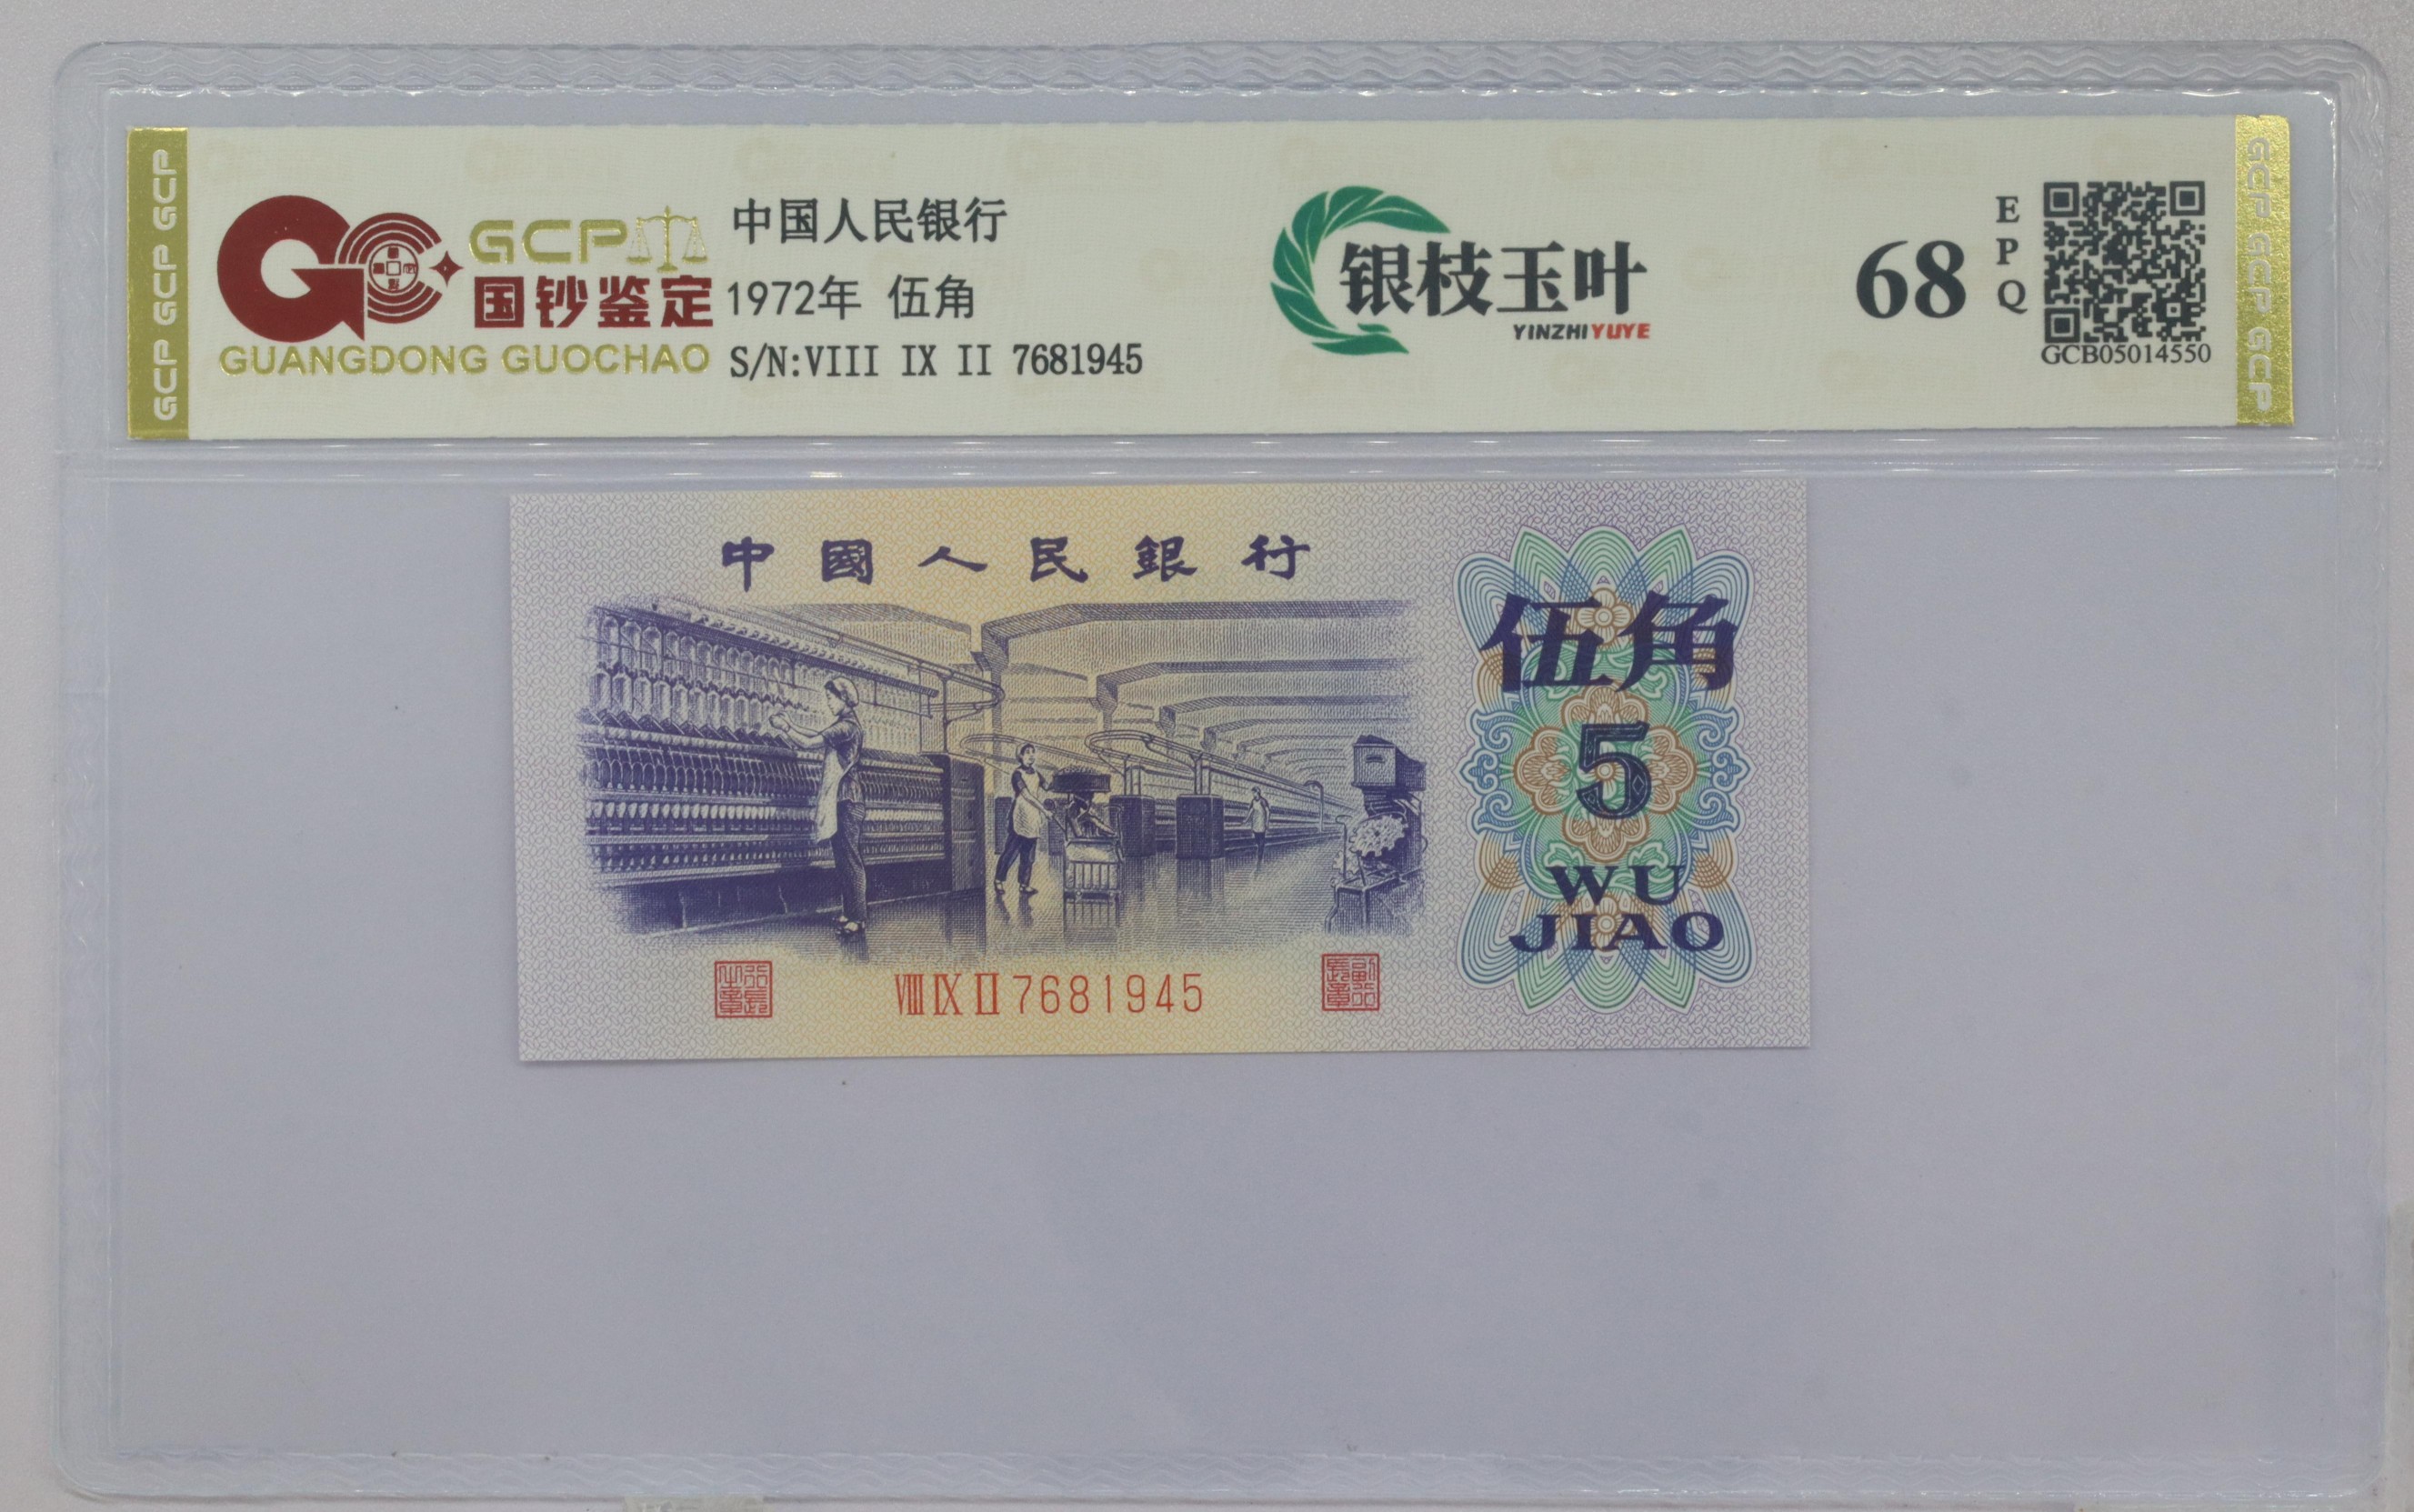 GCP GCP GCP
GCP
国钞鉴定
GUANGDONG GUOCHAO
中国人民银行
1972年 伍角
S/N:VIII IX II 7681945
银枝玉叶
YINZHIYUYE
68
EPQ
GCB05014550
GCP GCP GCP
中國人民銀行
伍角
5
WU
JIAO
VIII IX II 7681945